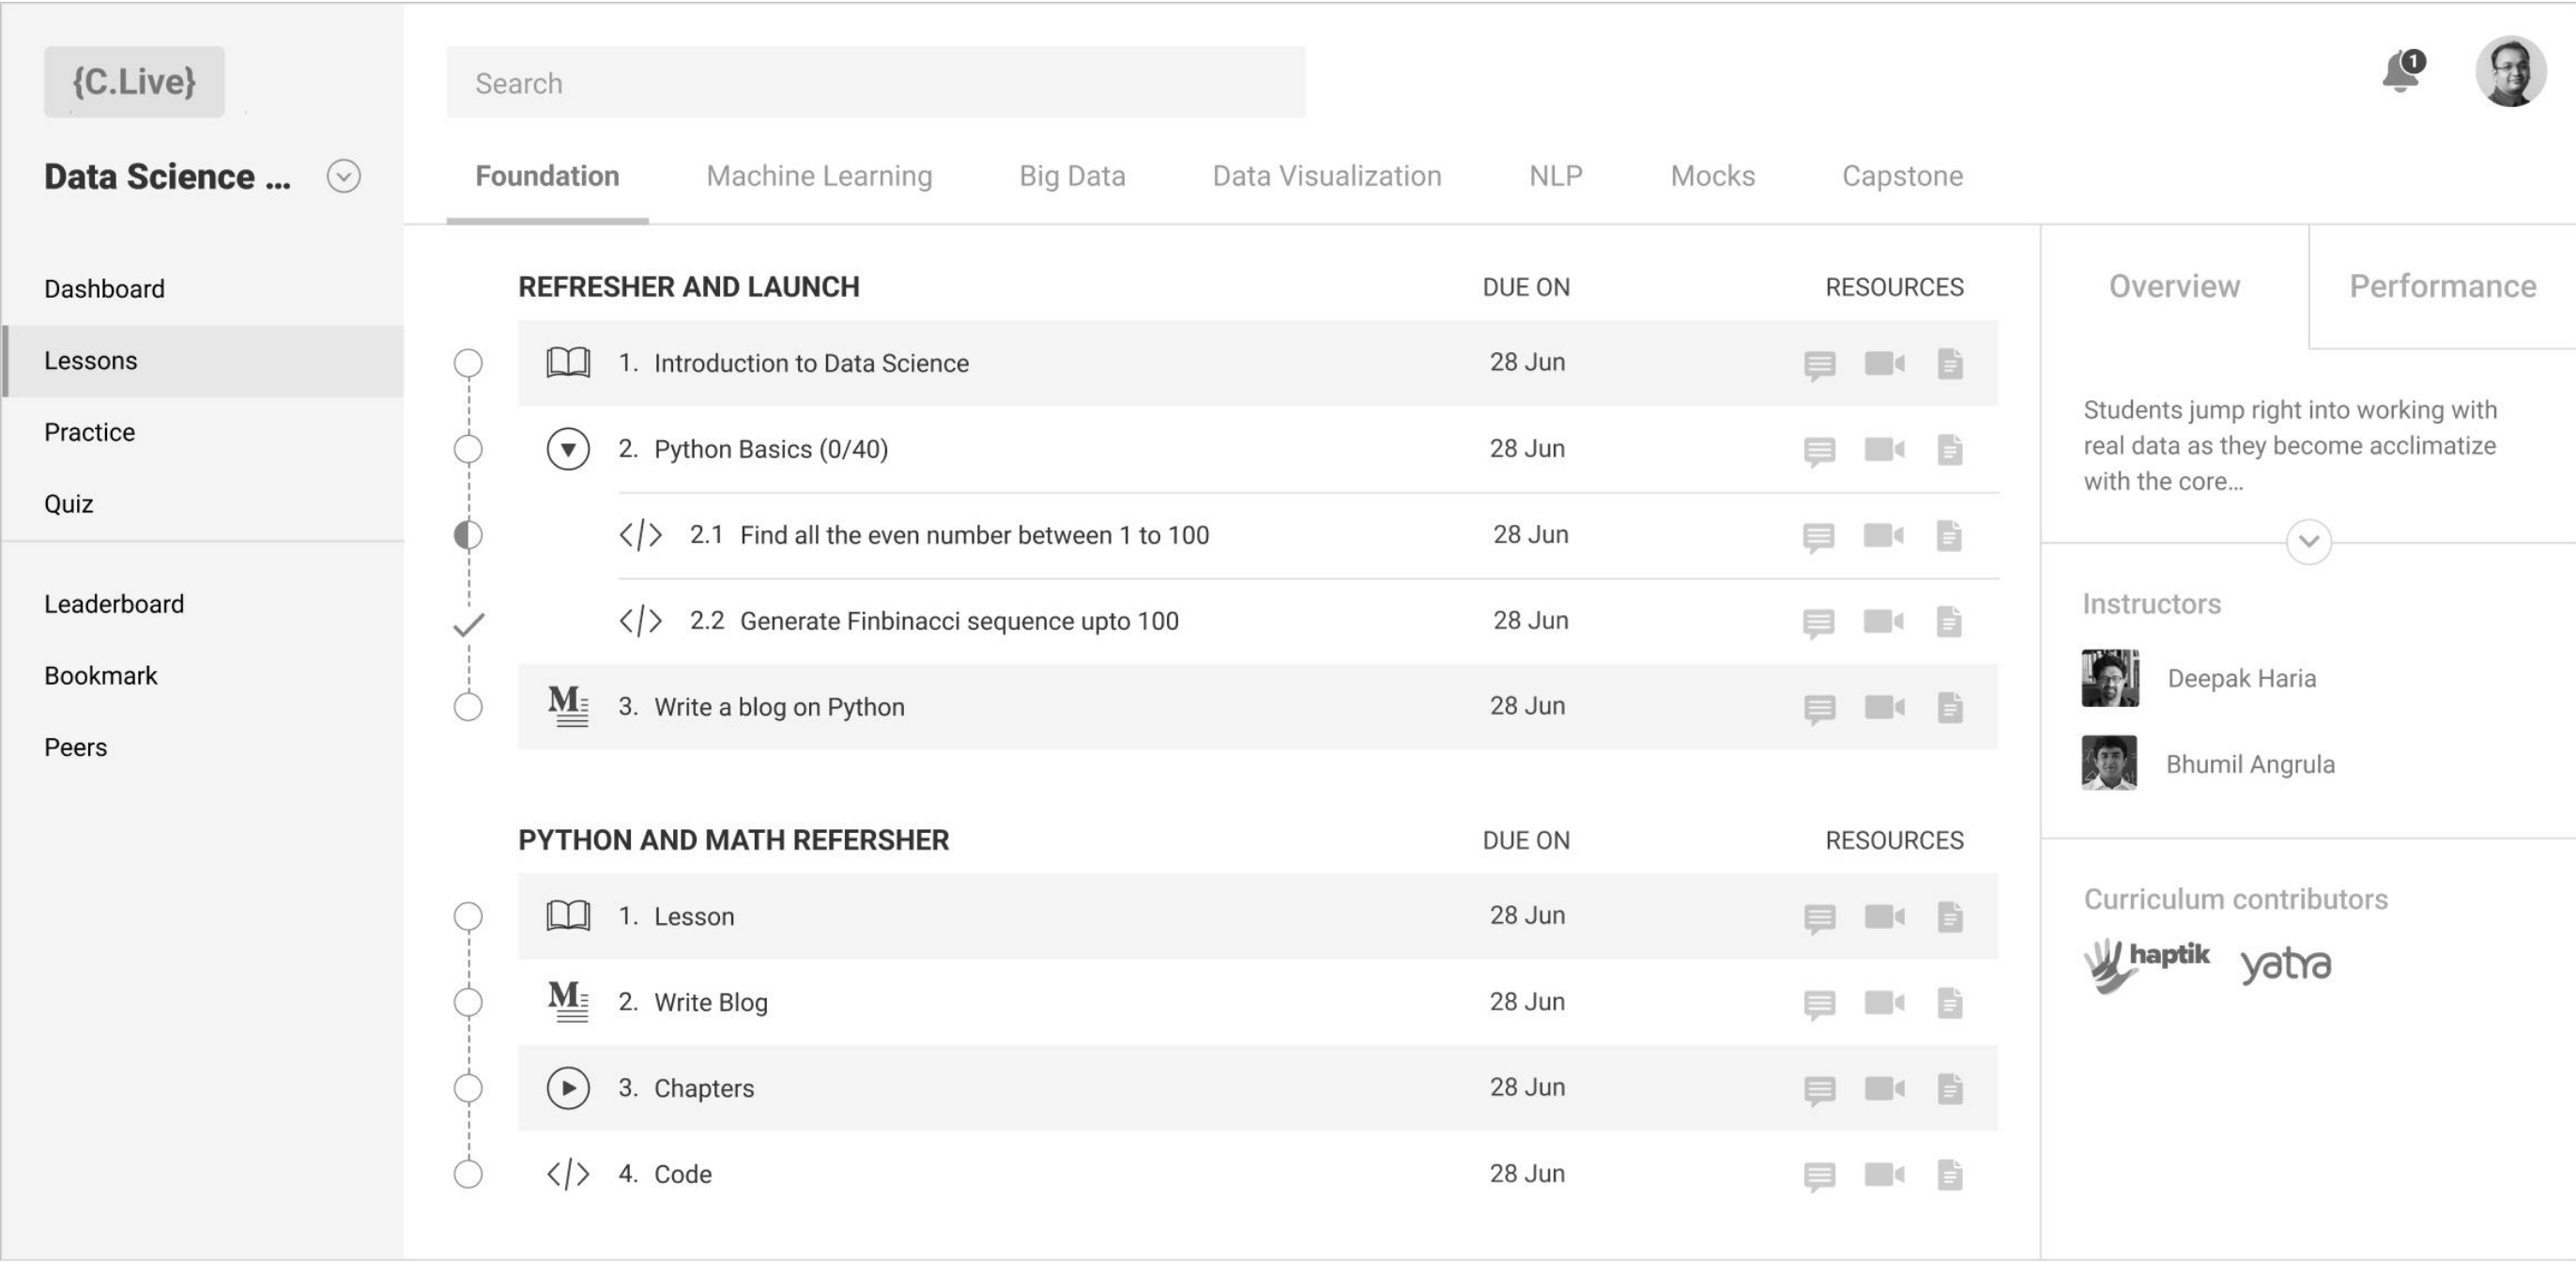 {C.Live}
Search
1
Data Science ...
Foundation
Machine Learning
Big Data
Data Visualization
NLP
Mocks
Capstone
Dashboard
Lessons
Practice
Quiz
Leaderboard
Bookmark
Peers
REFRESHER AND LAUNCH DUE ON RESOURCES
1. Introduction to Data Science 28 Jun
2. Python Basics (0/40) 28 Jun
</> 2.1 Find all the even number between 1 to 100 28 Jun
</> 2.2 Generate Finbinacci sequence upto 100 28 Jun
M 3. Write a blog on Python 28 Jun
PYTHON AND MATH REFERSHER DUE ON RESOURCES
1. Lesson 28 Jun
M 2. Write Blog 28 Jun
3. Chapters 28 Jun
</> 4. Code 28 Jun
Overview
Performance
Students jump right into working with
real data as they become acclimatize
with the core...
Instructors
Deepak Haria
Bhumil Angrula
Curriculum contributors
haptik yatra